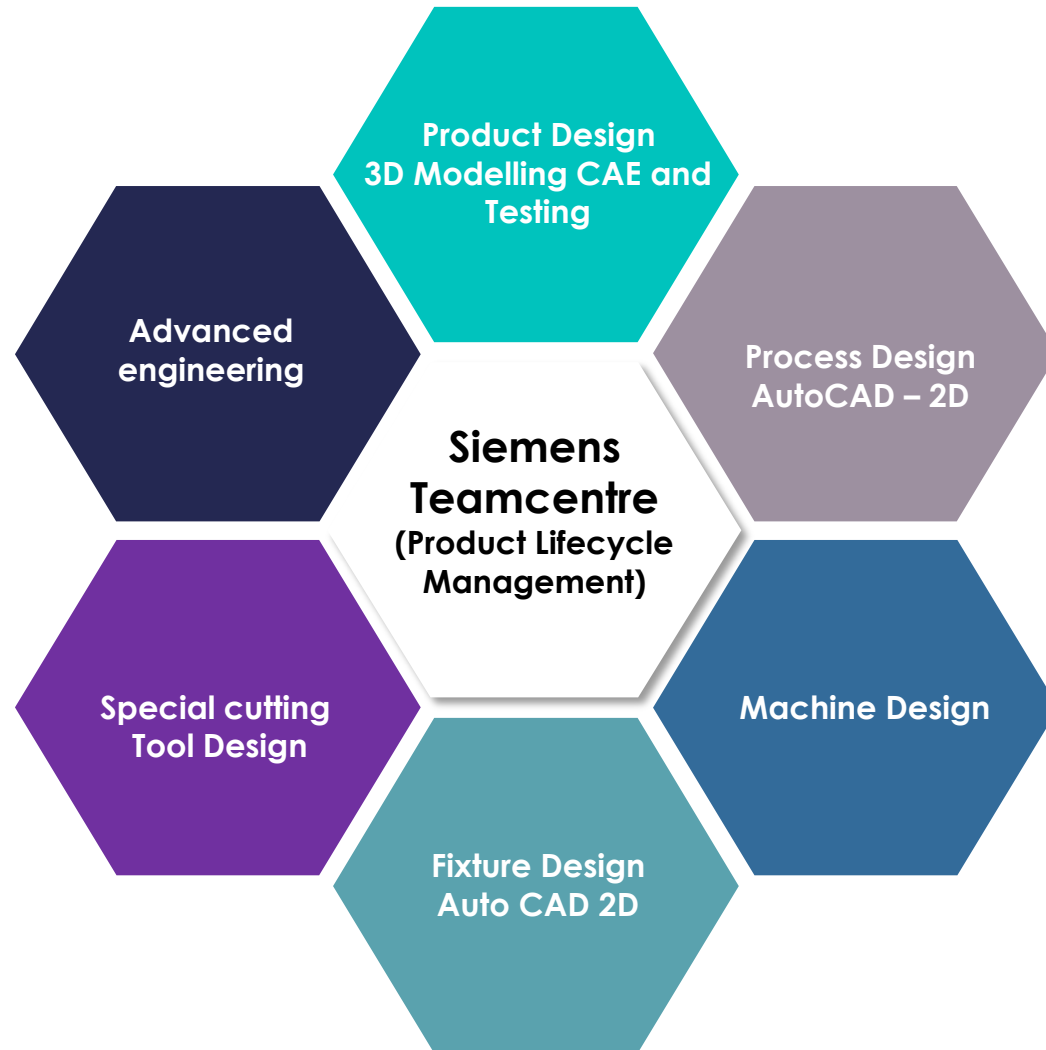 Product Design
3D Modelling CAE and
Testing
Advanced
engineering
Process Design
AutoCAD – 2D
Siemens
Teamcentre
(Product Lifecycle
Management)
Special cutting
Tool Design
Machine Design
Fixture Design
Auto CAD 2D